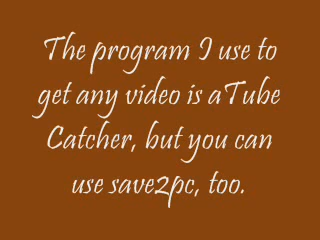 The program I use to
get any video is aTube
Catcher, but you can
use save2pc, too.